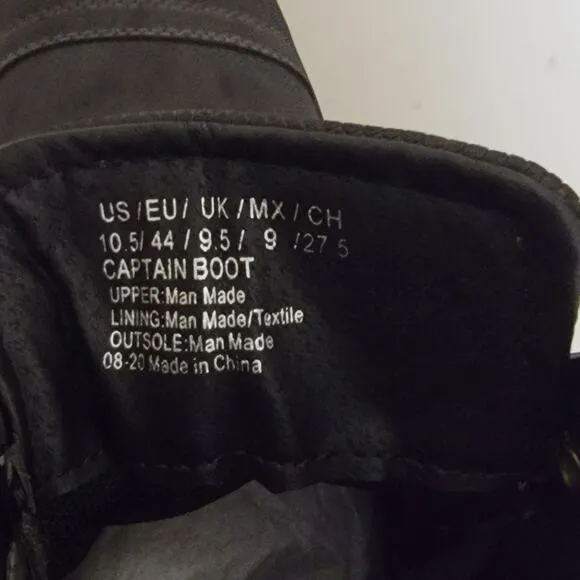 US/EU/ UK/MX/CH
10.5/ 44 / 9.5/ 9 /27 5
CAPTAIN BOOT
UPPER:Man Made
LINING:Man Made/Textile
OUTSOLE:Man Made
08-20 Made in China